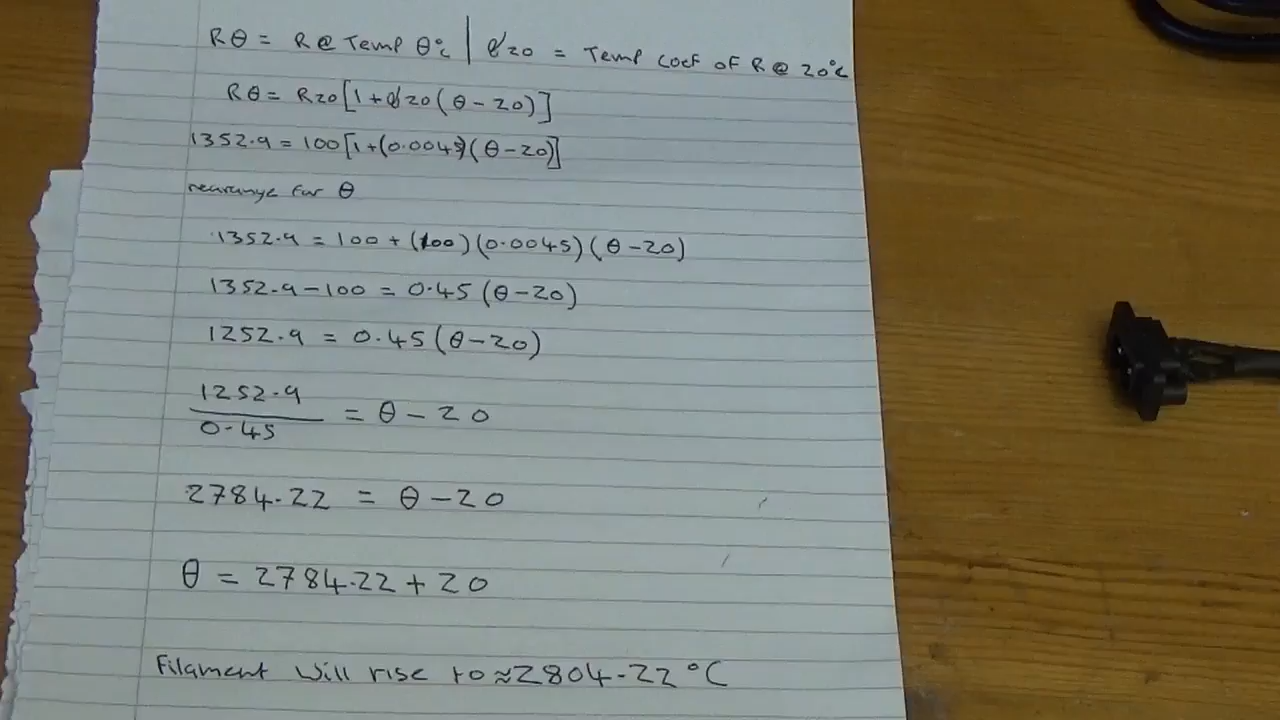 Rθ = R@Temp θ°c | α20 = Temp coef of R @ 20°c
Rθ = R20[1+α20(θ-20)]
1352.9 = 100[1+(0.0045)(θ-20)]
rearange for θ
1352.9 = 100 + (100)(0.0045)(θ-20)
1352.9-100 = 0.45(θ-20)
1252.9 = 0.45(θ-20)
1252.9
0.45
= θ-20
2784.22 = θ-20
θ = 2784.22+20
Filament will rise to ≈2804.22°C